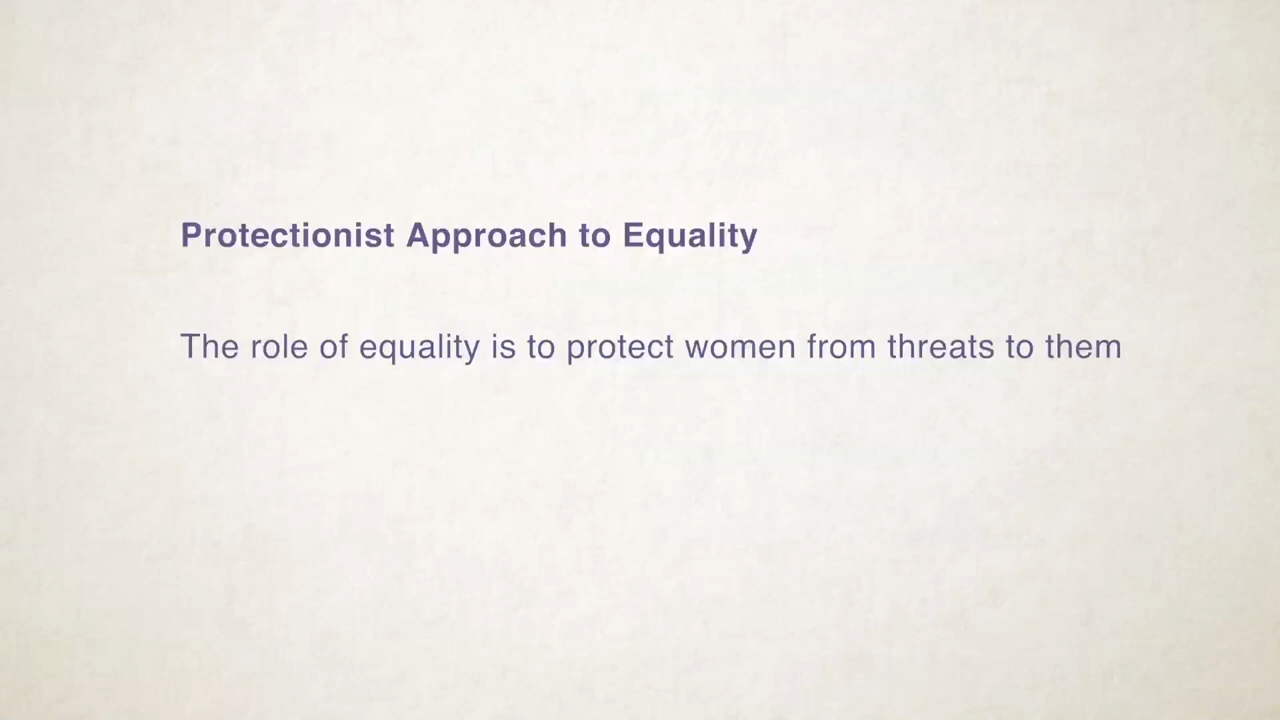 Protectionist Approach to Equality
The role of equality is to protect women from threats to them